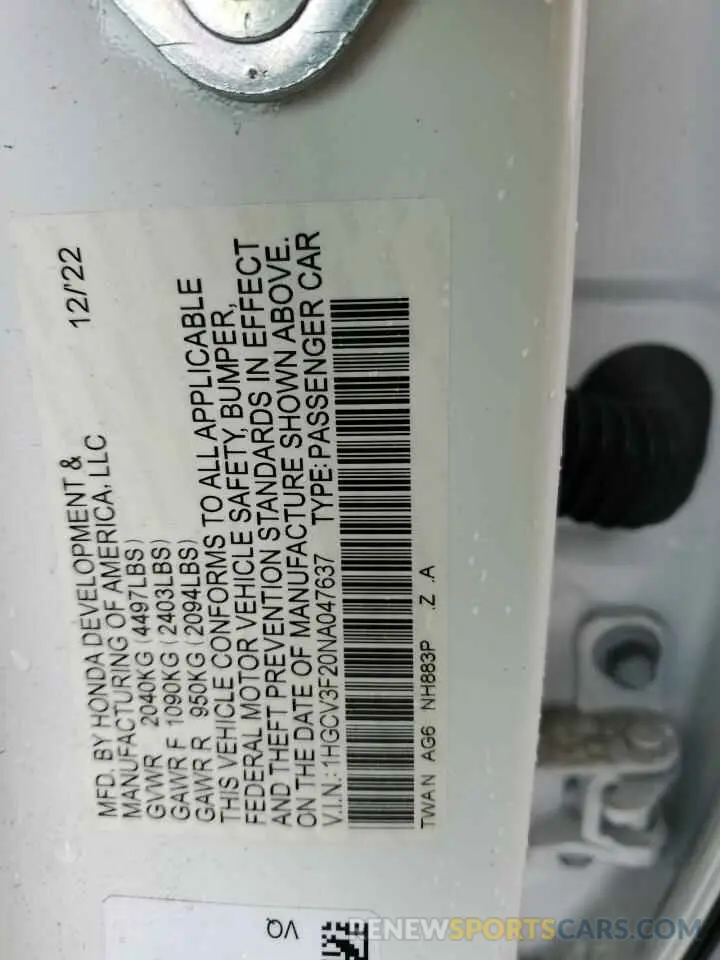 MFD. BY HONDA DEVELOPMENT & 12/'22
MANUFACTURING OF AMERICA, LLC
GVWR 2040KG (4497LBS)
GAWR F 1090KG (2403LBS)
GAWR R 950KG (2094LBS)
THIS VEHICLE CONFORMS TO ALL APPLICABLE
FEDERAL MOTOR VEHICLE SAFETY, BUMPER,
AND THEFT PREVENTION STANDARDS IN EFFECT
ON THE DATE OF MANUFACTURE SHOWN ABOVE.
V.I.N.: 1HGCV3F20NA047637 TYPE: PASSENGER CAR
TWA N AG6 NH883P .Z .A
VQ
RENEWSPORTSCARS.COM